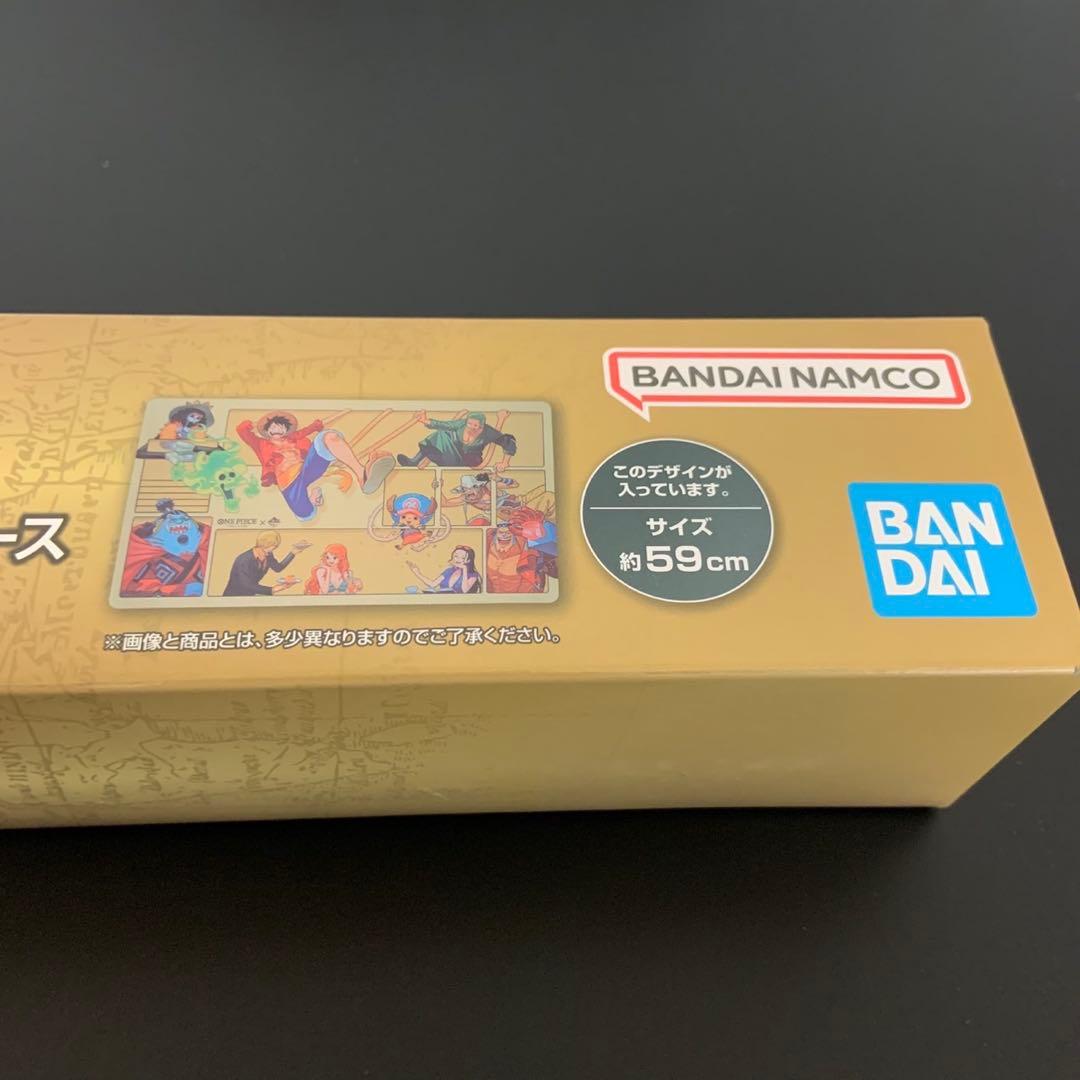 BANDAI NAMCO
このデザインが
入っています。
サイズ
約59cm
BAN
DAI
ース
ONE PIECE ×
※画像と商品とは、多少異なりますのでご了承ください。